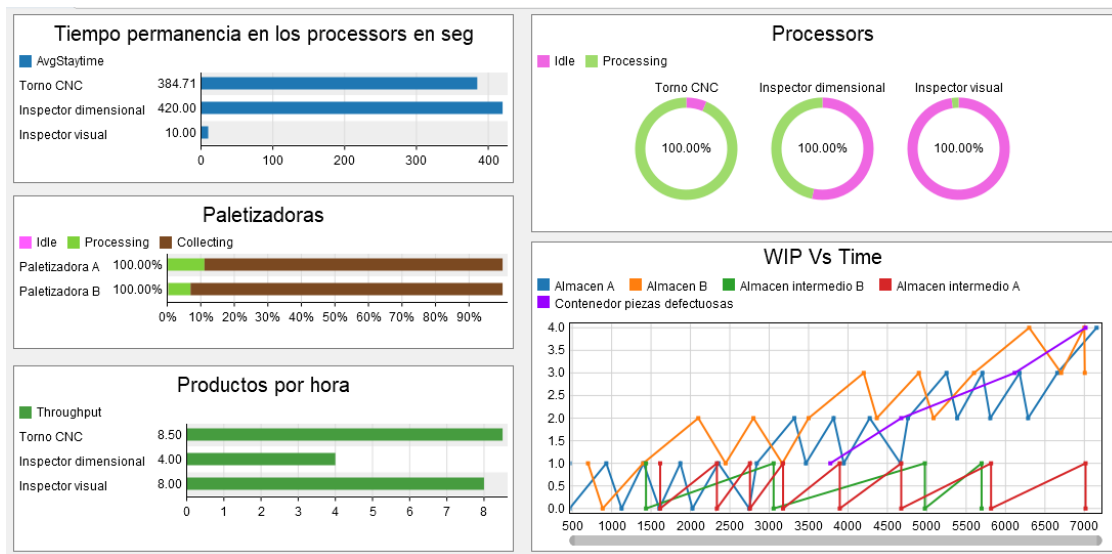 Tiempo permanencia en los processors en seg
AvgStaytime
Torno CNC 384.71
Inspector dimensional 420.00
Inspector visual 10.00
0 100 200 300 400
Paletizadoras
Idle Processing Collecting
Paletizadora A 100.00%
Paletizadora B 100.00%
0% 10% 20% 30% 40% 50% 60% 70% 80% 90%
Productos por hora
Throughput
Torno CNC 8.50
Inspector dimensional 4.00
Inspector visual 8.00
0 1 2 3 4 5 6 7 8
Processors
Idle Processing
Torno CNC Inspector dimensional Inspector visual
100.00% 100.00% 100.00%
WIP Vs Time
Almacen A Almacen B Almacen intermedio B Almacen intermedio A
Contenedor piezas defectuosas
4.0
3.0
2.0
1.0
0.5
0.0
500 1000 1500 2000 2500 3000 3500 4000 4500 5000 5500 6000 6500 7000